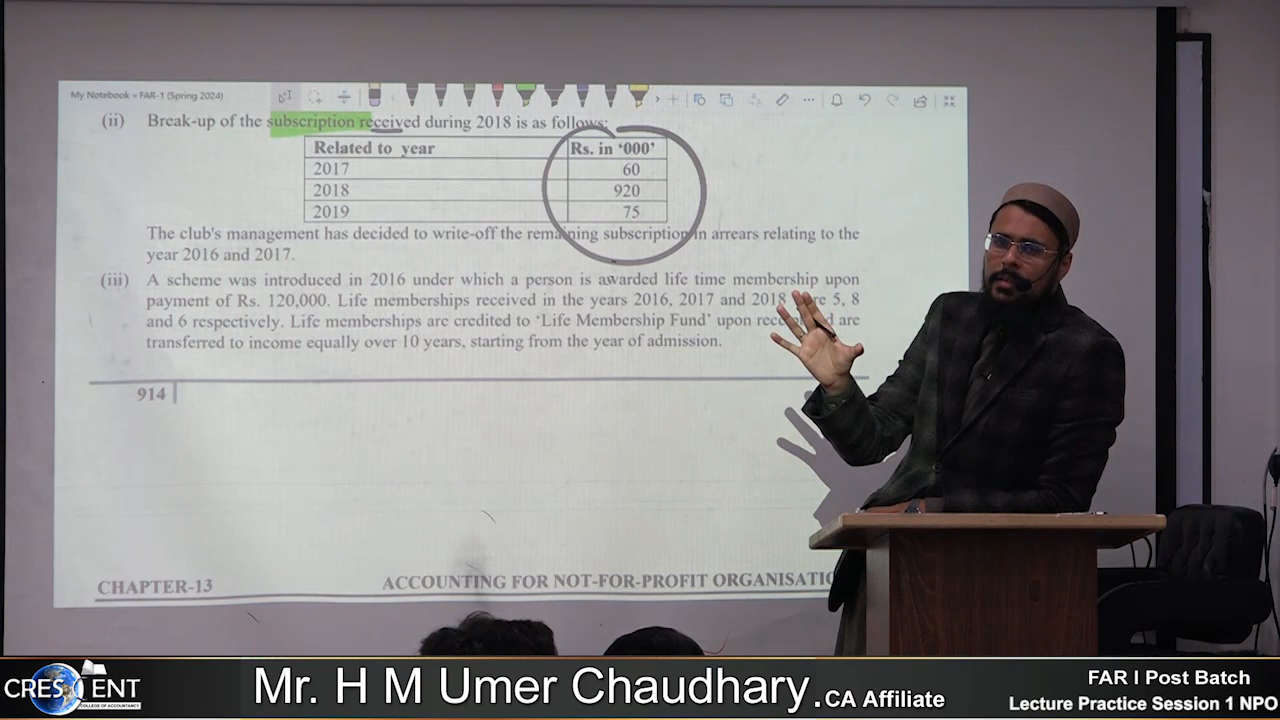 My Notebook » FAR-1 (Spring 2024)
(ii) Break-up of the subscription received during 2018 is as follows:
Related to year Rs. in ‘000’
2017 60
2018 920
2019 75
The club's management has decided to write-off the remaining subscription in arrears relating to the
year 2016 and 2017.
(iii) A scheme was introduced in 2016 under which a person is awarded life time membership upon
payment of Rs. 120,000. Life memberships received in the years 2016, 2017 and 2018 5, 8
and 6 respectively. Life memberships are credited to ‘Life Membership Fund’ upon are
transferred to income equally over 10 years, starting from the year of admission.
914
CHAPTER-13 ACCOUNTING FOR NOT-FOR-PROFIT
CRESCENT
COLLEGE OF ACCOUNTANCY
Mr. H M Umer Chaudhary . CA Affiliate
FAR I Post Batch
Lecture Practice Session 1 NPO